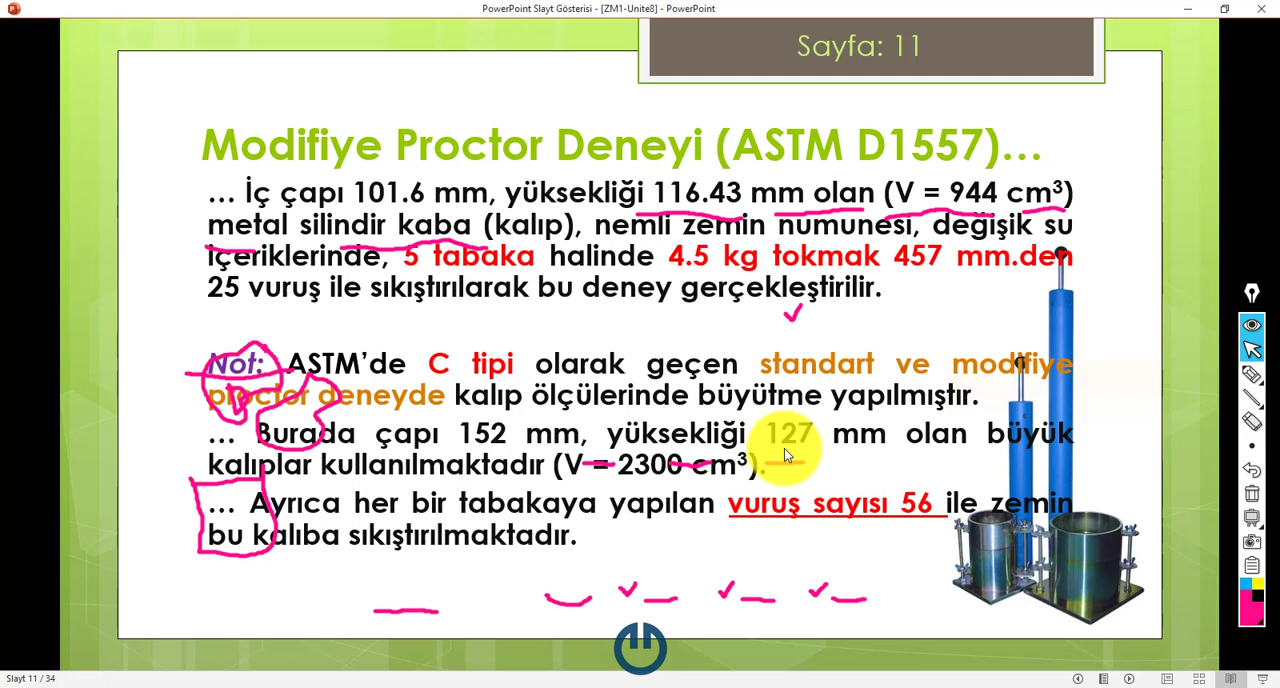 PowerPoint Slayt Gösterisi - [ZM1-Unite8] - PowerPoint
Sayfa: 11
Modifiye Proctor Deneyi (ASTM D1557)…
… İç çapı 101.6 mm, yüksekliği 116.43 mm olan (V = 944 cm³)
metal silindir kaba (kalıp), nemli zemin numunesi, değişik su
içeriklerinde, 5 tabaka halinde 4.5 kg tokmak 457 mm.den
25 vuruş ile sıkıştırılarak bu deney gerçekleştirilir.
Not: ASTM’de C tipi olarak geçen standart ve modifiye
proctor deneyde kalıp ölçülerinde büyütme yapılmıştır.
… Burada çapı 152 mm, yüksekliği 127 mm olan büyük
kalıplar kullanılmaktadır (V = 2300 cm³).
… Ayrıca her bir tabakaya yapılan vuruş sayısı 56 ile zemin
bu kalıba sıkıştırılmaktadır.
Slayt 11 / 34